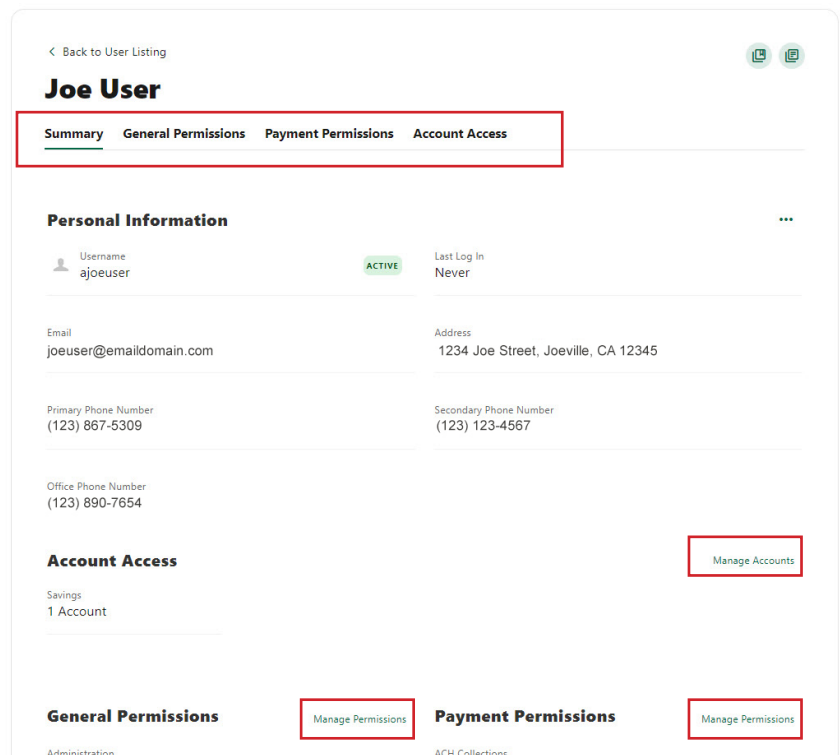 Back to User Listing
Joe User
Summary General Permissions Payment Permissions Account Access
Personal Information
Username
ajoeuser
ACTIVE
Last Log In
Never
Email
joeuser@emaildomain.com
Address
1234 Joe Street, Joeville, CA 12345
Primary Phone Number
(123) 867-5309
Secondary Phone Number
(123) 123-4567
Office Phone Number
(123) 890-7654
Account Access
Manage Accounts
Savings
1 Account
General Permissions
Manage Permissions
Payment Permissions
Manage Permissions
Administration
ACH Collections